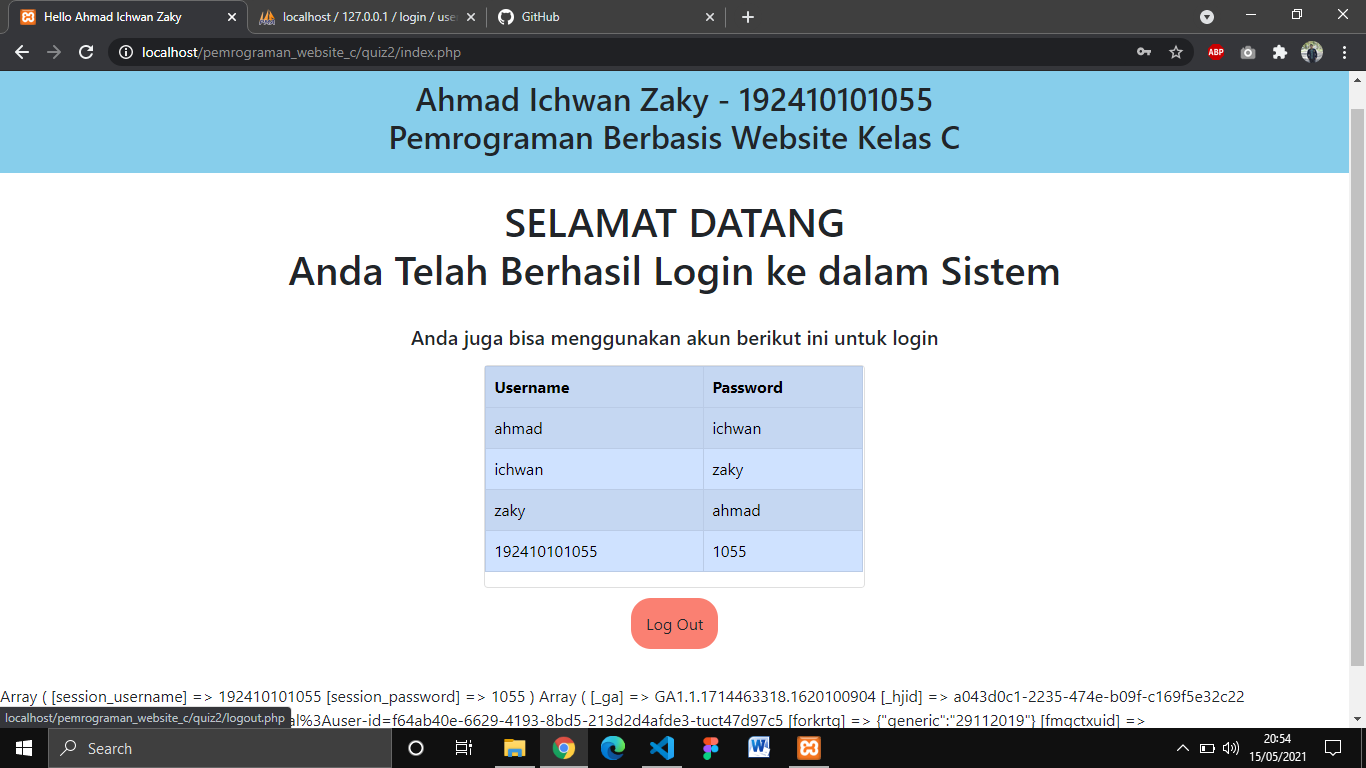 Hello Ahmad Ichwan Zaky
localhost / 127.0.0.1 / login / use
GitHub
localhost/pemrograman_website_c/quiz2/index.php
ABP
Ahmad Ichwan Zaky - 192410101055
Pemrograman Berbasis Website Kelas C
SELAMAT DATANG
Anda Telah Berhasil Login ke dalam Sistem
Anda juga bisa menggunakan akun berikut ini untuk login
Username Password
ahmad ichwan
ichwan zaky
zaky ahmad
192410101055 1055
Log Out
Array ( [session_username] => 192410101055 [session_password] => 1055 ) Array ( [_ga] => GA1.1.1714463318.1620100904 [_hjid] => a043d0c1-2235-474e-b09f-c169f5e32c22
localhost/pemrograman_website_c/quiz2/logout.php
al%3Auser-id=f64ab40e-6629-4193-8bd5-213d2d4afde3-tuct47d97c5 [forkrtg] => {"generic":"29112019"} [fmgctxuid] =>
Search
20:54
15/05/2021